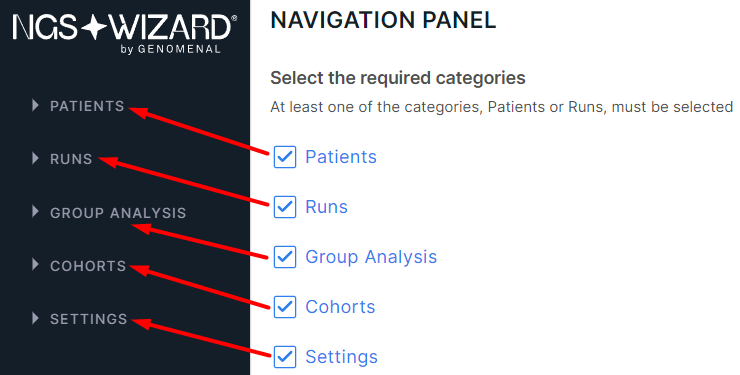 NGS WIZARD®
by GENOMENAL
PATIENTS
RUNS
GROUP ANALYSIS
COHORTS
SETTINGS
NAVIGATION PANEL
Select the required categories
At least one of the categories, Patients or Runs, must be selected
Patients
Runs
Group Analysis
Cohorts
Settings